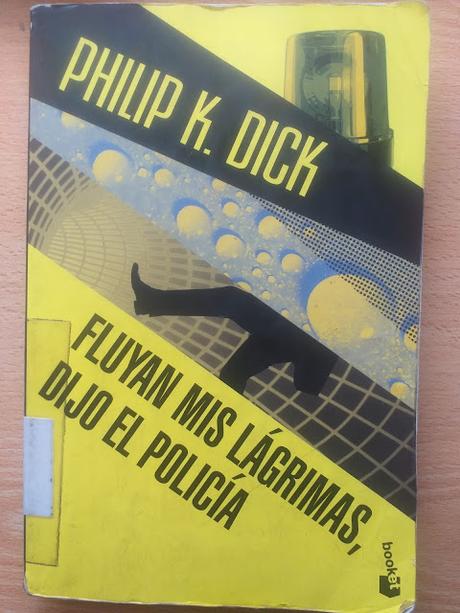 PHILIP K. DICK
FLUYAN MIS LÁGRIMAS,
DIJO EL POLICÍA
booket